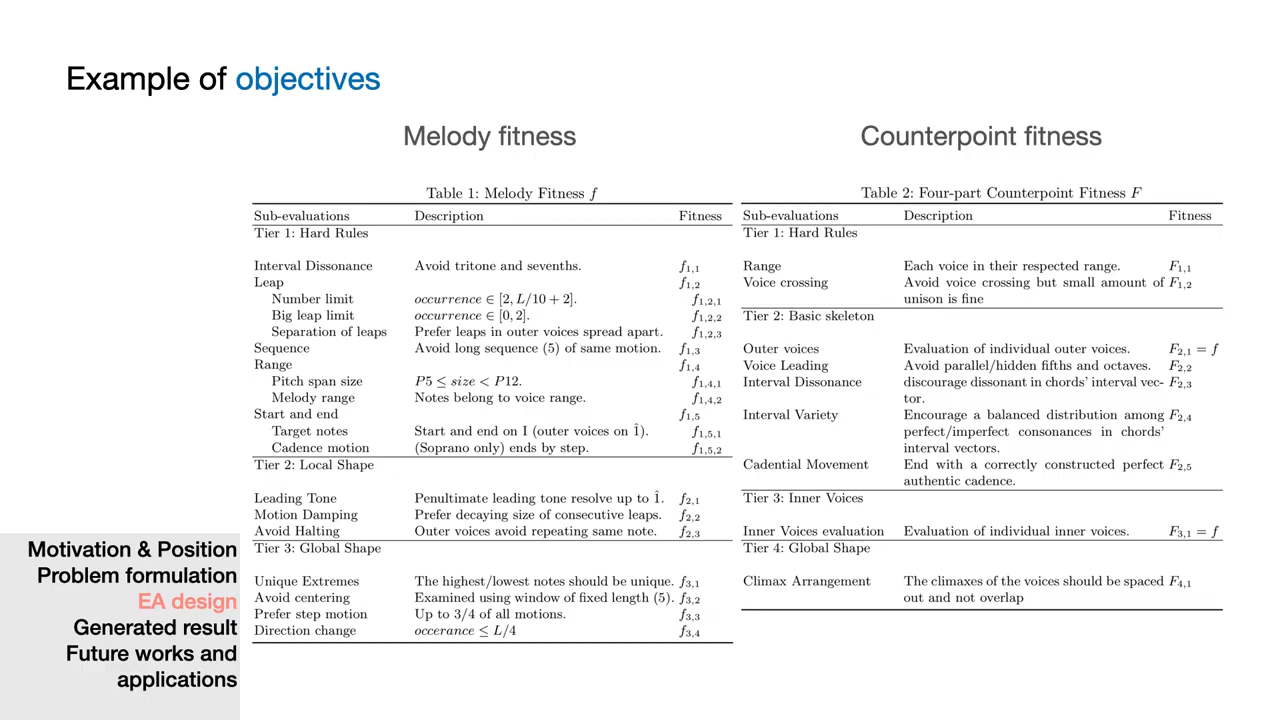 Example of objectives
Melody fitness
Table 1: Melody Fitness f
Sub-evaluations Description Fitness
Tier 1: Hard Rules
Interval Dissonance Avoid tritone and sevenths. f1,1
Leap f1,2
Number limit occurrence ∈ [2, L/10 + 2]. f1,2,1
Big leap limit occurrence ∈ [0, 2]. f1,2,2
Separation of leaps Prefer leaps in outer voices spread apart. f1,2,3
Sequence Avoid long sequence (5) of same motion. f1,3
Range f1,4
Pitch span size P5 ≤ size < P12. f1,4,1
Melody range Notes belong to voice range. f1,4,2
Start and end f1,5
Target notes Start and end on I (outer voices on 1̂). f1,5,1
Cadence motion (Soprano only) ends by step. f1,5,2
Tier 2: Local Shape
Leading Tone Penultimate leading tone resolve up to 1̂. f2,1
Motion Damping Prefer decaying size of consecutive leaps. f2,2
Avoid Halting Outer voices avoid repeating same note. f2,3
Tier 3: Global Shape
Unique Extremes The highest/lowest notes should be unique. f3,1
Avoid centering Examined using window of fixed length (5). f3,2
Prefer step motion Up to 3/4 of all motions. f3,3
Direction change occerance ≤ L/4 f3,4
Counterpoint fitness
Table 2: Four-part Counterpoint Fitness F
Sub-evaluations Description Fitness
Tier 1: Hard Rules
Range Each voice in their respected range. F1,1
Voice crossing Avoid voice crossing but small amount of F1,2
unison is fine
Tier 2: Basic skeleton
Outer voices Evaluation of individual outer voices. F2,1 = f
Voice Leading Avoid parallel/hidden fifths and octaves. F2,2
Interval Dissonance discourage dissonant in chords' interval vec- F2,3
tor.
Interval Variety Encourage a balanced distribution among F2,4
perfect/imperfect consonances in chords'
interval vectors.
Cadential Movement End with a correctly constructed perfect F2,5
authentic cadence.
Tier 3: Inner Voices
Inner Voices evaluation Evaluation of individual inner voices. F3,1 = f
Tier 4: Global Shape
Climax Arrangement The climaxes of the voices should be spaced F4,1
out and not overlap
Motivation & Position
Problem formulation
EA design
Generated result
Future works and
applications